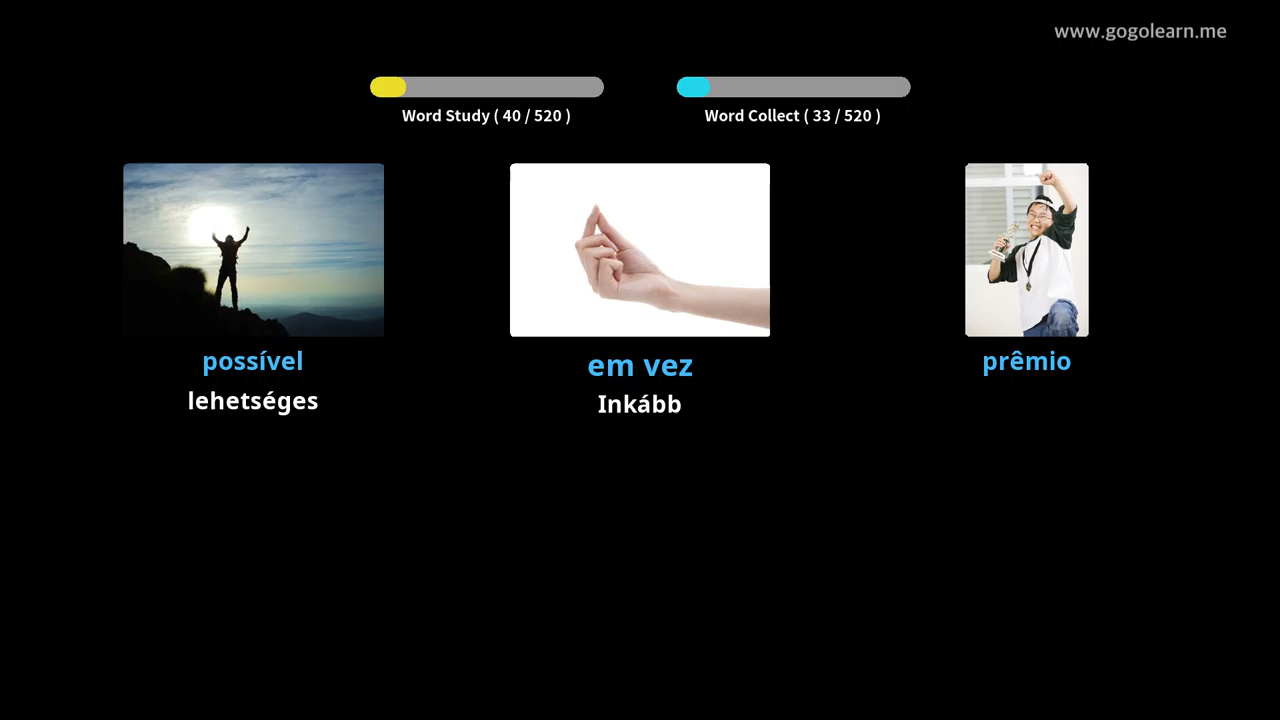 www.gogolearn.me
Word Study ( 40 / 520 )
Word Collect ( 33 / 520 )
possível
lehetséges
em vez
Inkább
prêmio